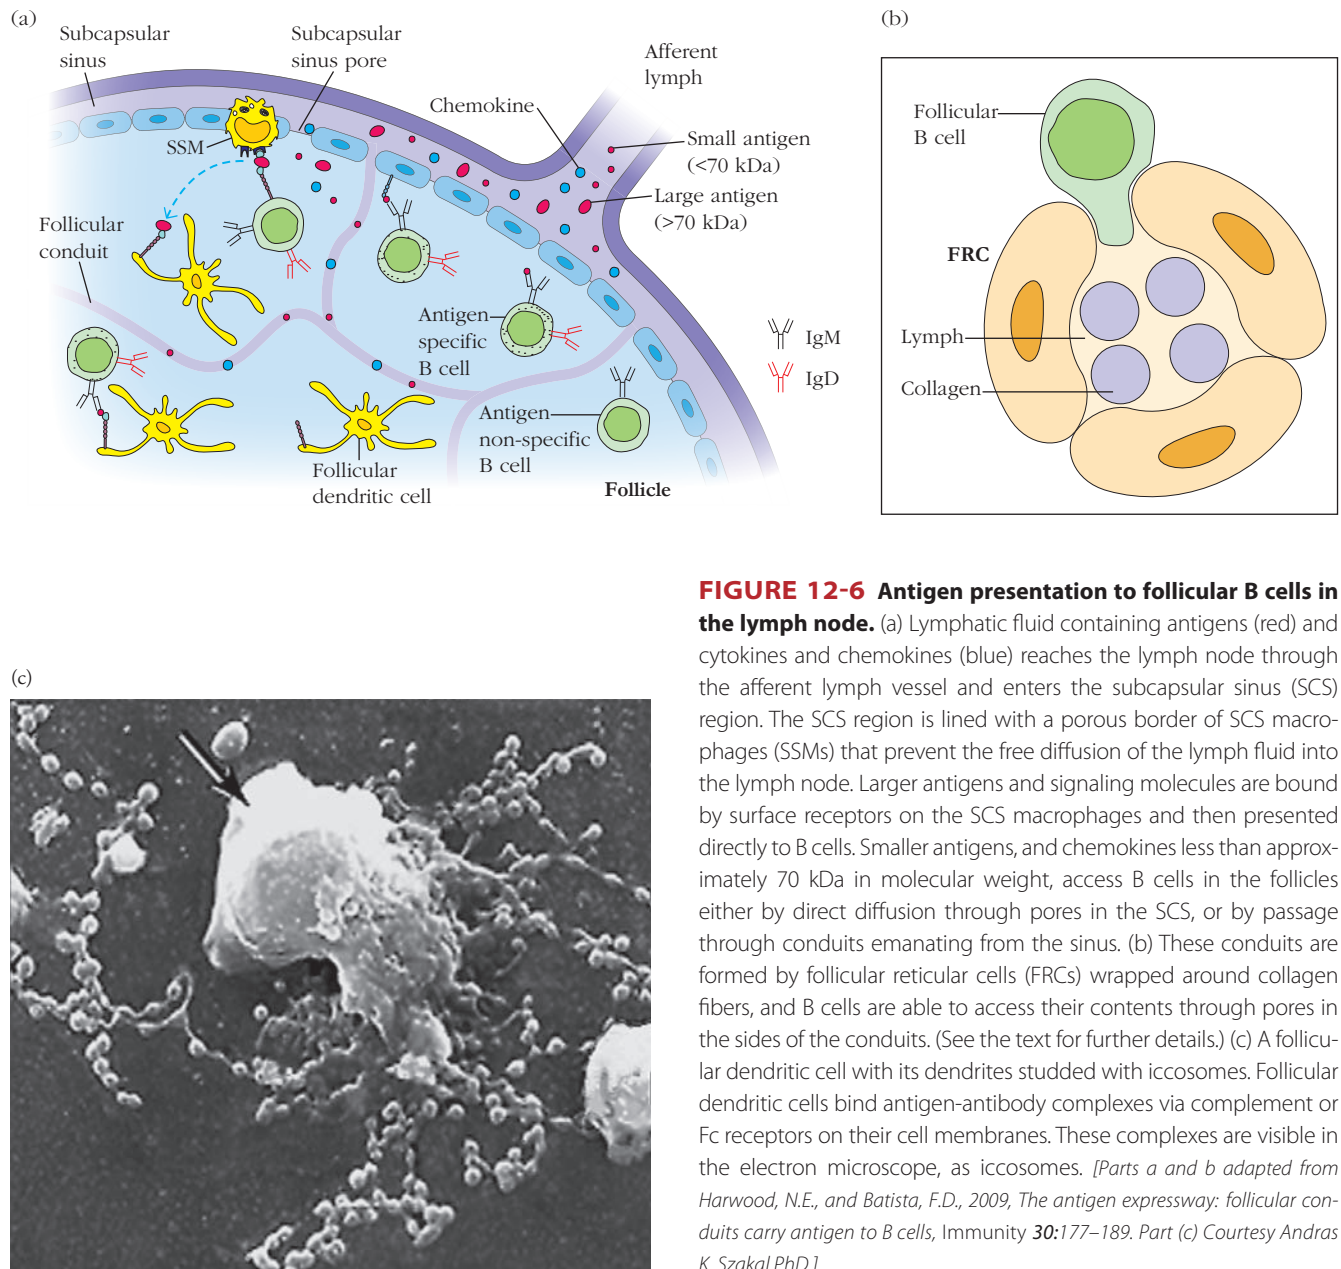 (a)
Subcapsular
sinus
Subcapsular
sinus pore
Afferent
lymph
Chemokine
SSM
Small antigen
(<70 kDa)
Large antigen
(>70 kDa)
Follicular
conduit
Antigen
specific
B cell
IgM
IgD
Antigen
non-specific
B cell
Follicular
dendritic cell
Follicle
(b)
Follicular
B cell
FRC
Lymph
Collagen
FIGURE 12-6 Antigen presentation to follicular B cells in
the lymph node. (a) Lymphatic fluid containing antigens (red) and
cytokines and chemokines (blue) reaches the lymph node through
the afferent lymph vessel and enters the subcapsular sinus (SCS)
region. The SCS region is lined with a porous border of SCS macro-
phages (SSMs) that prevent the free diffusion of the lymph fluid into
the lymph node. Larger antigens and signaling molecules are bound
by surface receptors on the SCS macrophages and then presented
directly to B cells. Smaller antigens, and chemokines less than approx-
imately 70 kDa in molecular weight, access B cells in the follicles
either by direct diffusion through pores in the SCS, or by passage
through conduits emanating from the sinus. (b) These conduits are
formed by follicular reticular cells (FRCs) wrapped around collagen
fibers, and B cells are able to access their contents through pores in
the sides of the conduits. (See the text for further details.) (c) A follicu-
lar dendritic cell with its dendrites studded with iccosomes. Follicular
dendritic cells bind antigen-antibody complexes via complement or
Fc receptors on their cell membranes. These complexes are visible in
the electron microscope, as iccosomes. [Parts a and b adapted from
Harwood, N.E., and Batista, F.D., 2009, The antigen expressway: follicular con-
duits carry antigen to B cells, Immunity 30:177–189. Part (c) Courtesy Andras
K. Szakal PhD.]
(c)